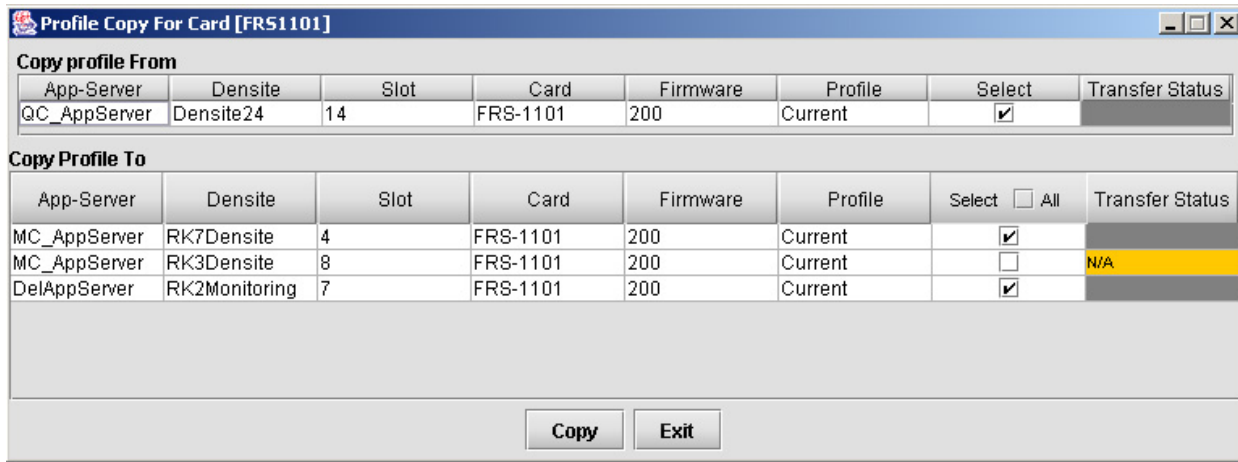 Profile Copy For Card [FRS1101]
Copy profile From
App-Server Densite Slot Card Firmware Profile Select Transfer Status
QC_AppServer Densite24 14 FRS-1101 200 Current
Copy Profile To
App-Server Densite Slot Card Firmware Profile Select All Transfer Status
MC_AppServer RK7Densite 4 FRS-1101 200 Current
MC_AppServer RK3Densite 8 FRS-1101 200 Current N/A
DelAppServer RK2Monitoring 7 FRS-1101 200 Current
Copy Exit